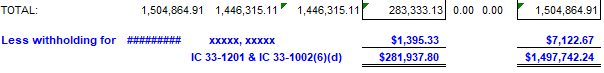 TOTAL: 1,504,864.91 1,446,315.11 1,446,315.11 283,333.13 0.00 0.00 1,504,864.91
Less withholding for ######### xxxxx, xxxxx $1,395.33 $7,122.67
IC 33-1201 & IC 33-1002(6)(d) $281,937.80 $1,497,742.24